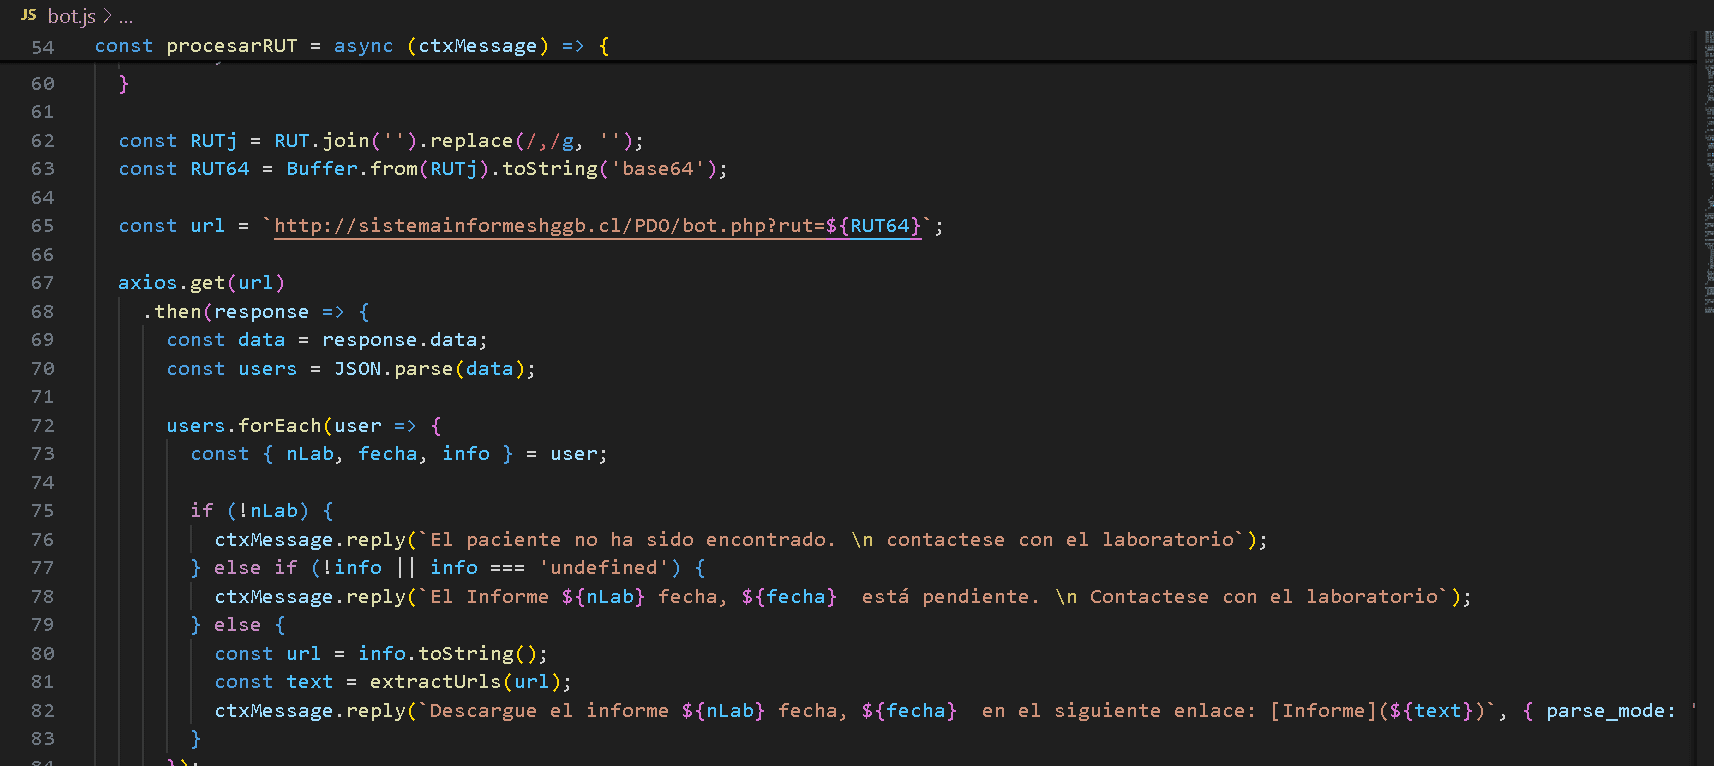 JS bot.js > ...
54 const procesarRUT = async (ctxMessage) => {
60 }
61
62 const RUTj = RUT.join('').replace(/,/g, '');
63 const RUT64 = Buffer.from(RUTj).toString('base64');
64
65 const url = `http://sistemainformeshggb.cl/PDO/bot.php?rut=${RUT64}`;
66
67 axios.get(url)
68 .then(response => {
69 const data = response.data;
70 const users = JSON.parse(data);
71
72 users.forEach(user => {
73 const { nLab, fecha, info } = user;
74
75 if (!nLab) {
76 ctxMessage.reply(`El paciente no ha sido encontrado. \n contactese con el laboratorio`);
77 } else if (!info || info === 'undefined') {
78 ctxMessage.reply(`El Informe ${nLab} fecha, ${fecha}  está pendiente. \n Contactese con el laboratorio`);
79 } else {
80 const url = info.toString();
81 const text = extractUrls(url);
82 ctxMessage.reply(`Descargue el informe ${nLab} fecha, ${fecha}  en el siguiente enlace: [Informe](${text})`, { parse_mode: '
83 }
84 });